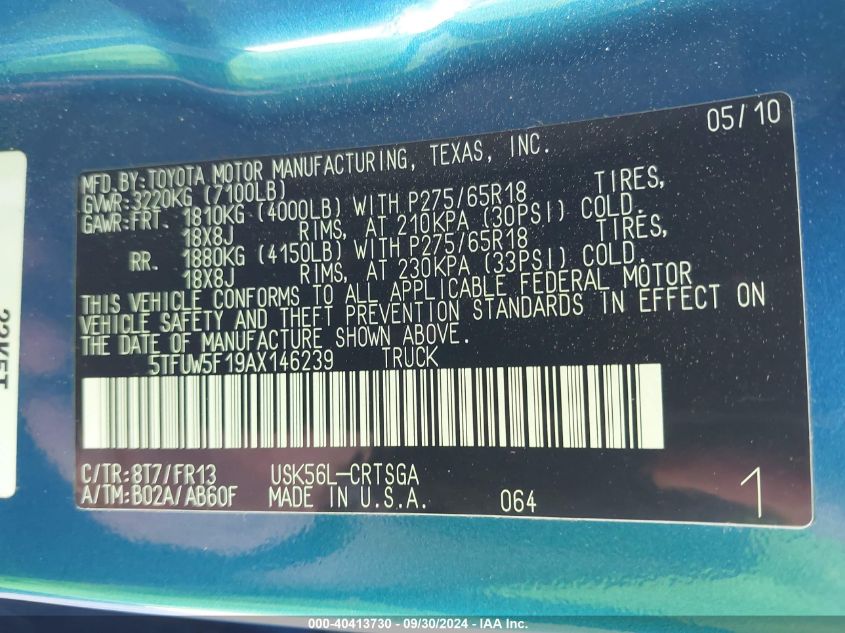 05/10
MFD.BY:TOYOTA MOTOR MANUFACTURING, TEXAS, INC.
GVWR:3220KG (7100LB)
GAWR:FRT. 1810KG (4000LB) WITH P275/65R18 TIRES,
18X8J RIMS, AT 210KPA (30PSI) COLD.
RR. 1880KG (4150LB) WITH P275/65R18 TIRES,
18X8J RIMS, AT 230KPA (33PSI) COLD.
THIS VEHICLE CONFORMS TO ALL APPLICABLE FEDERAL MOTOR
VEHICLE SAFETY AND THEFT PREVENTION STANDARDS IN EFFECT ON
THE DATE OF MANUFACTURE SHOWN ABOVE.
5TFUW5F19AX146239 TRUCK
C/TR:8T7/FR13 USK56L-CRTSGA
A/TM:B02A/AB60F MADE IN U.S.A. 064 1
000-40413730 - 09/30/2024 - IAA Inc.